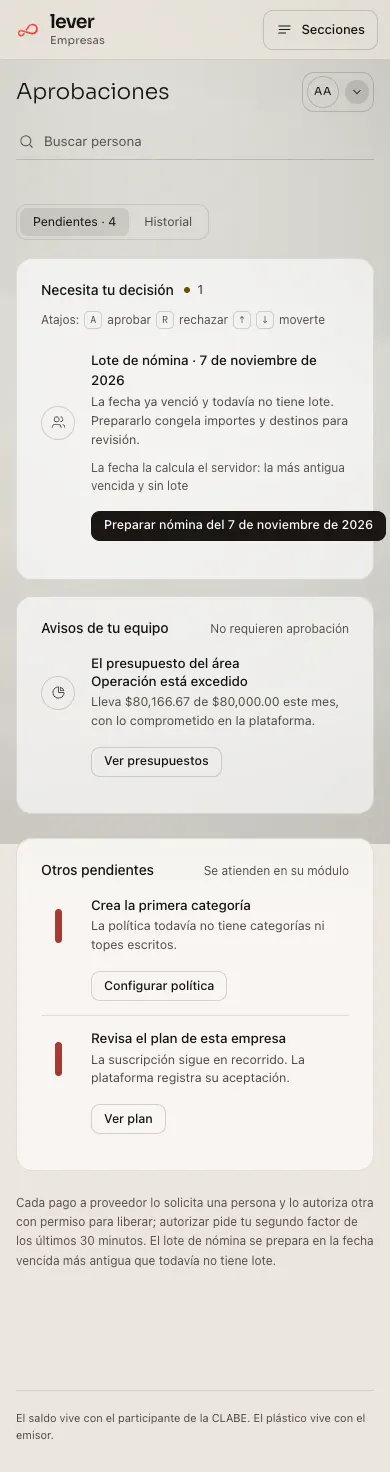 lever
Empresas
Secciones
Aprobaciones
AA
Buscar persona
Pendientes · 4
Historial
Necesita tu decisión 1
Atajos: A aprobar R rechazar ↑ ↓ moverte
Lote de nómina · 7 de noviembre de
2026
La fecha ya venció y todavía no tiene lote.
Prepararlo congela importes y destinos para
revisión.
La fecha la calcula el servidor: la más antigua
vencida y sin lote
Preparar nómina del 7 de noviembre de 2026
Avisos de tu equipo
No requieren aprobación
El presupuesto del área
Operación está excedido
Lleva $80,166.67 de $80,000.00 este mes,
con lo comprometido en la plataforma.
Ver presupuestos
Otros pendientes
Se atienden en su módulo
Crea la primera categoría
La política todavía no tiene categorías ni
topes escritos.
Configurar política
Revisa el plan de esta empresa
La suscripción sigue en recorrido. La
plataforma registra su aceptación.
Ver plan
Cada pago a proveedor lo solicita una persona y lo autoriza otra
con permiso para liberar; autorizar pide tu segundo factor de
los últimos 30 minutos. El lote de nómina se prepara en la fecha
vencida más antigua que todavía no tiene lote.
El saldo vive con el participante de la CLABE. El plástico vive con el
emisor.